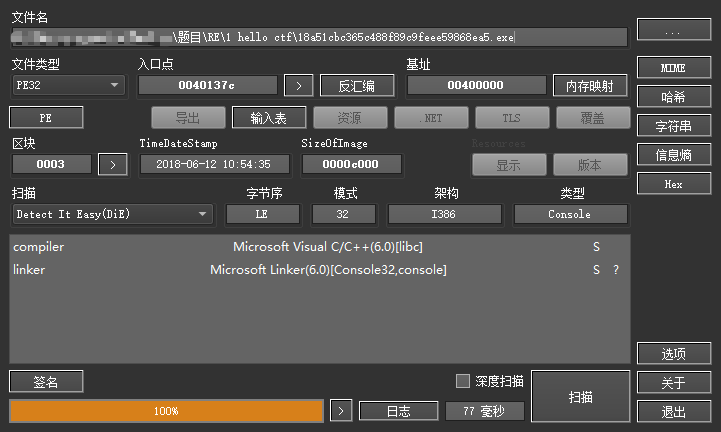 文件名
\题目\RE\1 hello ctf\18a51cbc365c488f89c9feee59868ea5.exe
...
文件类型 入口点 基址
PE32 0040137c > 反汇编 00400000 内存映射 MIME
PE 导出 输入表 资源 .NET TLS 覆盖 哈希
区块 TimeDateStamp SizeOfImage Resources 字符串
0003 > 2018-06-12 10:54:35 0000c000 显示 版本 信息熵
扫描 字节序 模式 架构 类型 Hex
Detect It Easy(DiE) LE 32 I386 Console
compiler Microsoft Visual C/C++(6.0)[libc] S
linker Microsoft Linker(6.0)[Console32,console] S ?
选项
签名 深度扫描 扫描 关于
100% > 日志 77 毫秒 退出